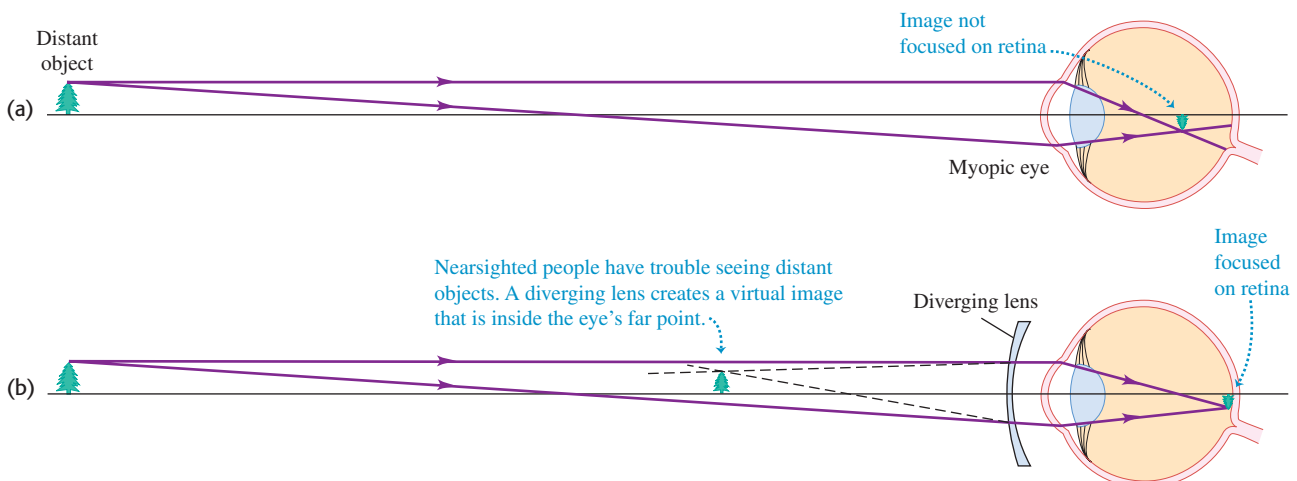 Distant
object
Image not
focused on retina
(a)
Myopic eye
Nearsighted people have trouble seeing distant
objects. A diverging lens creates a virtual image
that is inside the eye's far point.
Diverging lens
Image
focused
on retina
(b)